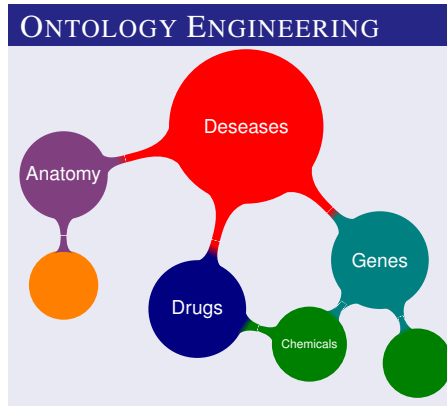 ONTOLOGY ENGINEERING
Deseases
Anatomy
Genes
Drugs
Chemicals